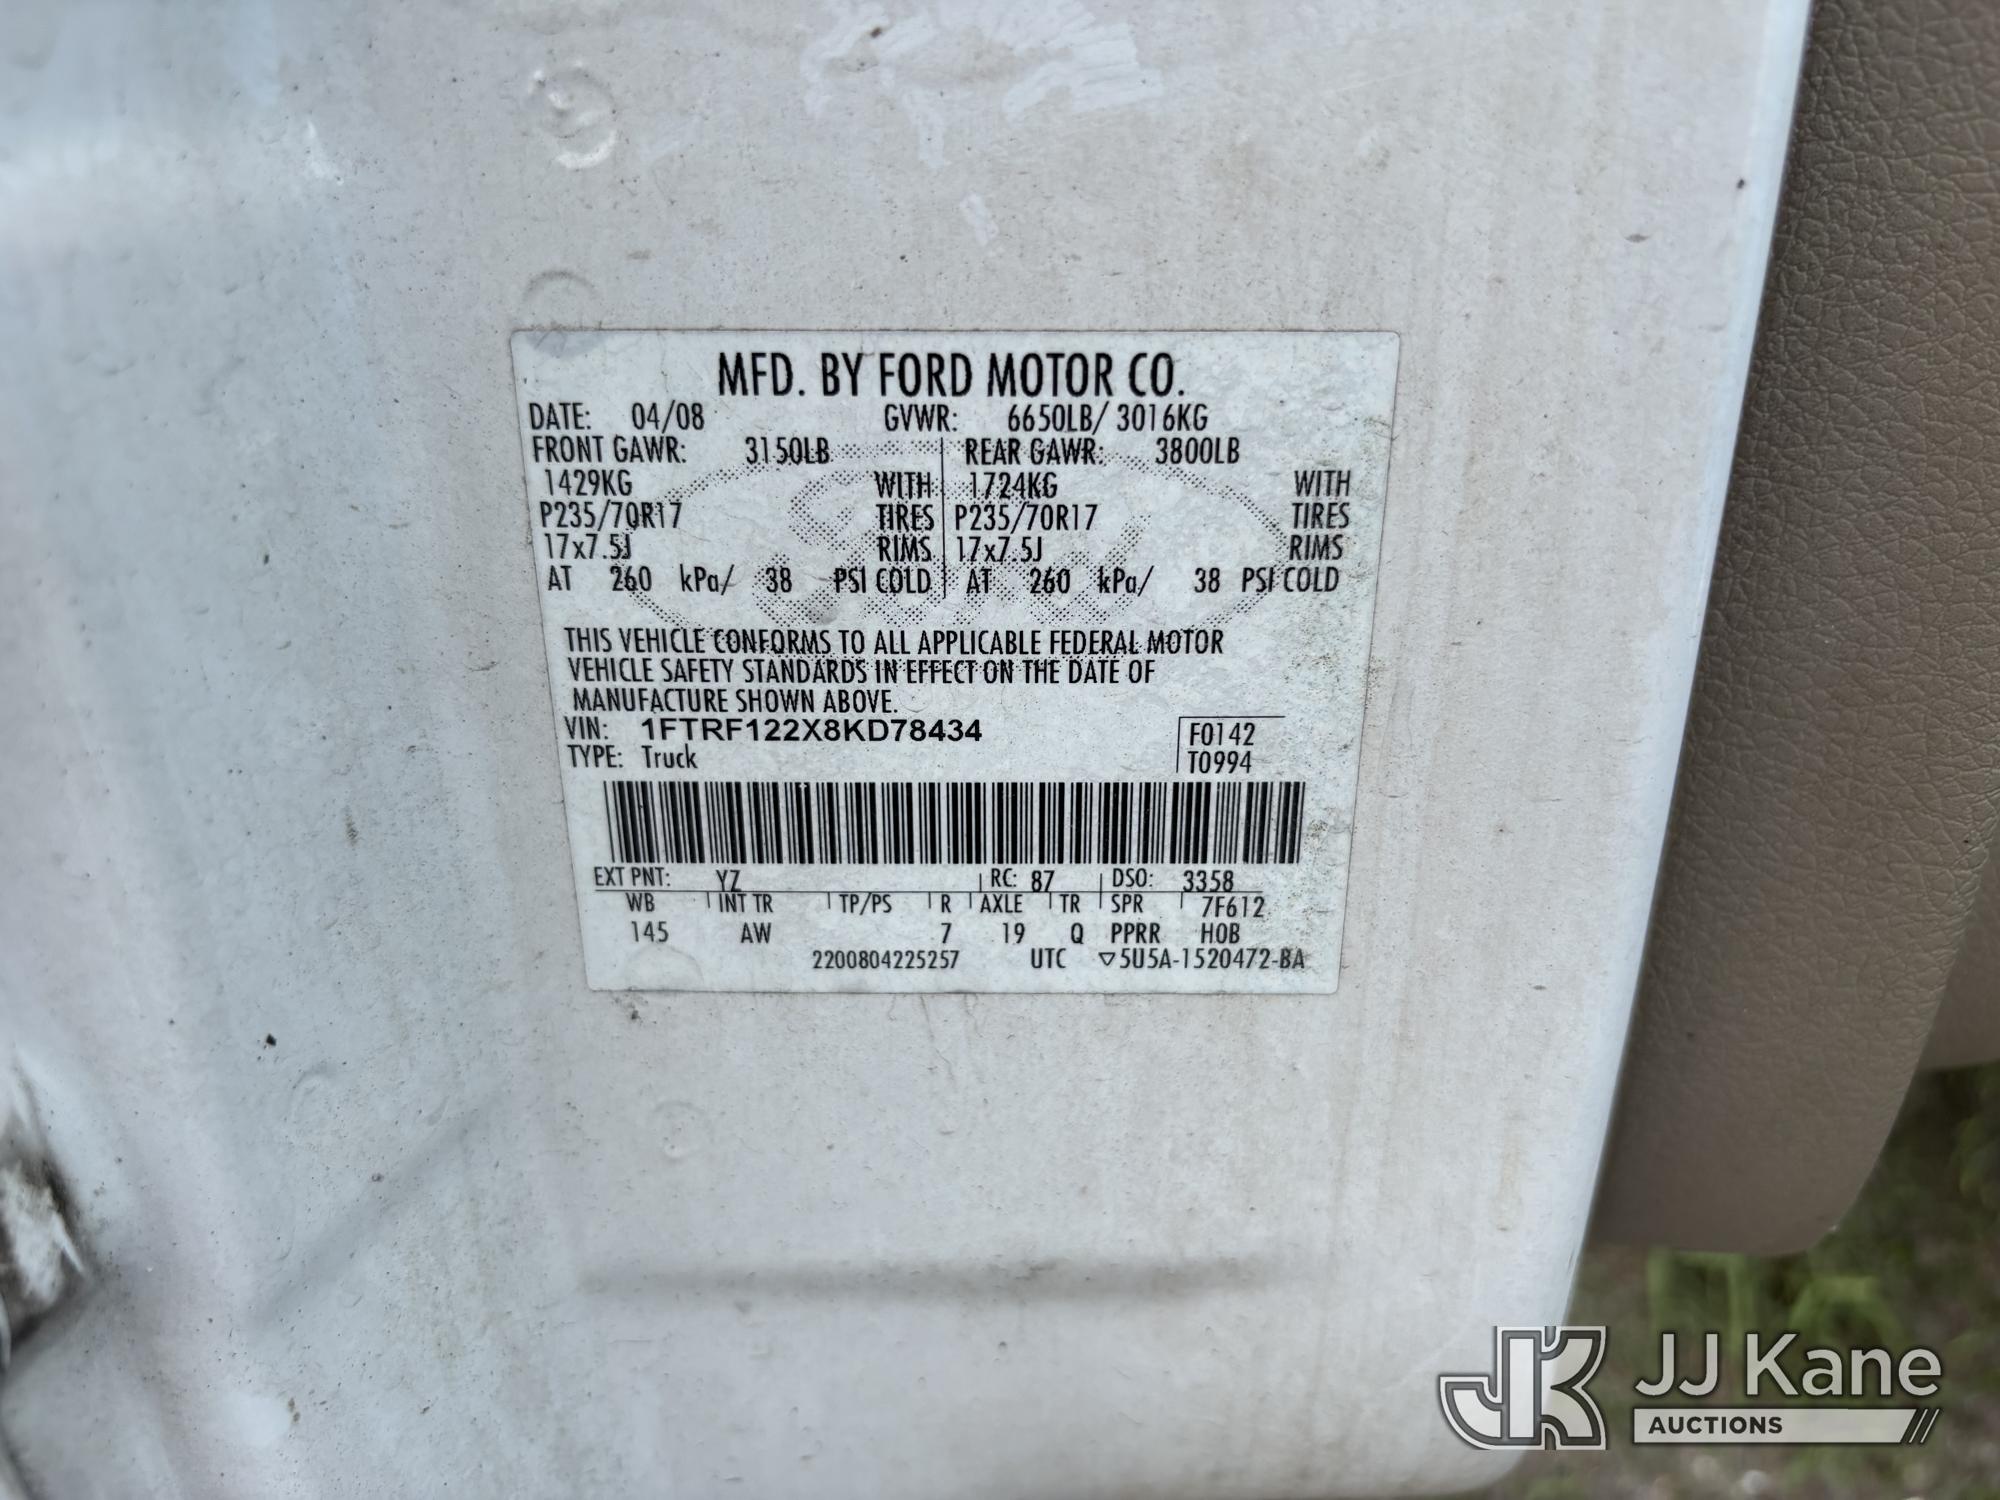 MFD. BY FORD MOTOR CO.
DATE: 04/08 GVWR: 6650LB/ 3016KG
FRONT GAWR: 3150LB REAR GAWR: 3800LB
1429KG WITH 1724KG WITH
P235/70R17 TIRES P235/70R17 TIRES
17x7.5J RIMS 17x7.5J RIMS
AT 260 kPa/ 38 PSI COLD AT 260 kPa/ 38 PSI COLD
THIS VEHICLE CONFORMS TO ALL APPLICABLE FEDERAL MOTOR
VEHICLE SAFETY STANDARDS IN EFFECT ON THE DATE OF
MANUFACTURE SHOWN ABOVE.
VIN: 1FTRF122X8KD78434 F0142
TYPE: Truck T0994
EXT PNT: YZ RC: 87 DSO: 3358
WB INT TR TP/PS R AXLE TR SPR 7F612
145 AW 7 19 Q PPRR HOB
2200804225257 UTC ▽5U5A-1520472-BA
JK JJ Kane
AUCTIONS